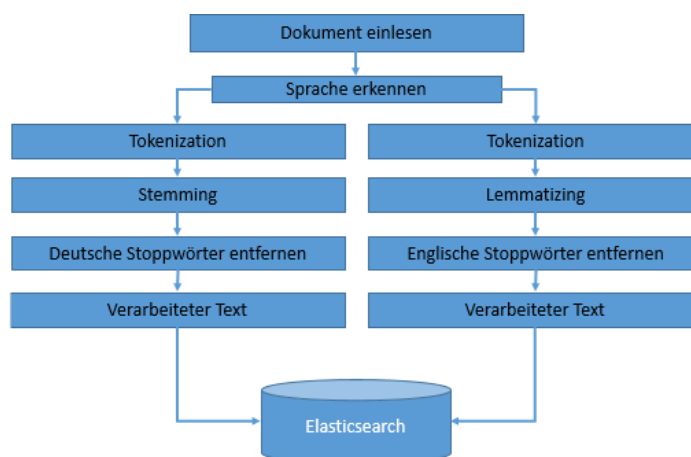 Dokument einlesen
Sprache erkennen
Tokenization
Stemming
Deutsche Stoppwörter entfernen
Verarbeiteter Text
Tokenization
Lemmatizing
Englische Stoppwörter entfernen
Verarbeiteter Text
Elasticsearch